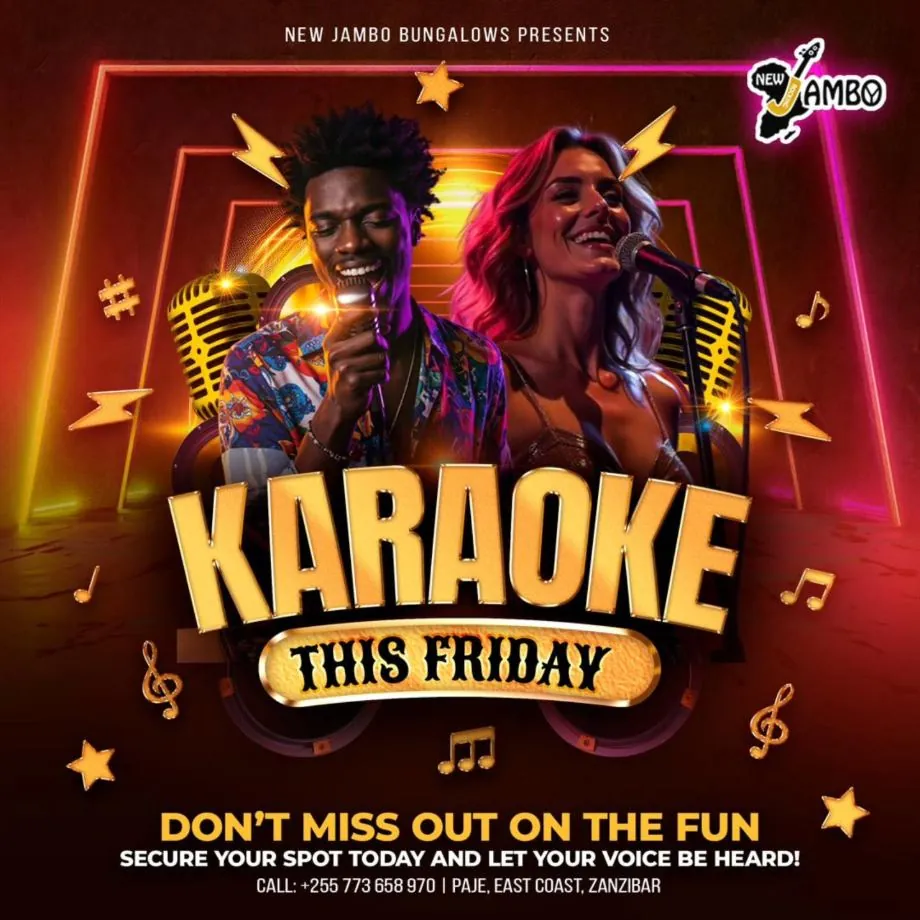 NEW JAMBO BUNGALOWS PRESENTS
NEW JAMBO
KARAOKE
THIS FRIDAY
DON'T MISS OUT ON THE FUN
SECURE YOUR SPOT TODAY AND LET YOUR VOICE BE HEARD!
CALL: +255 773 658 970 | PAJE, EAST COAST, ZANZIBAR